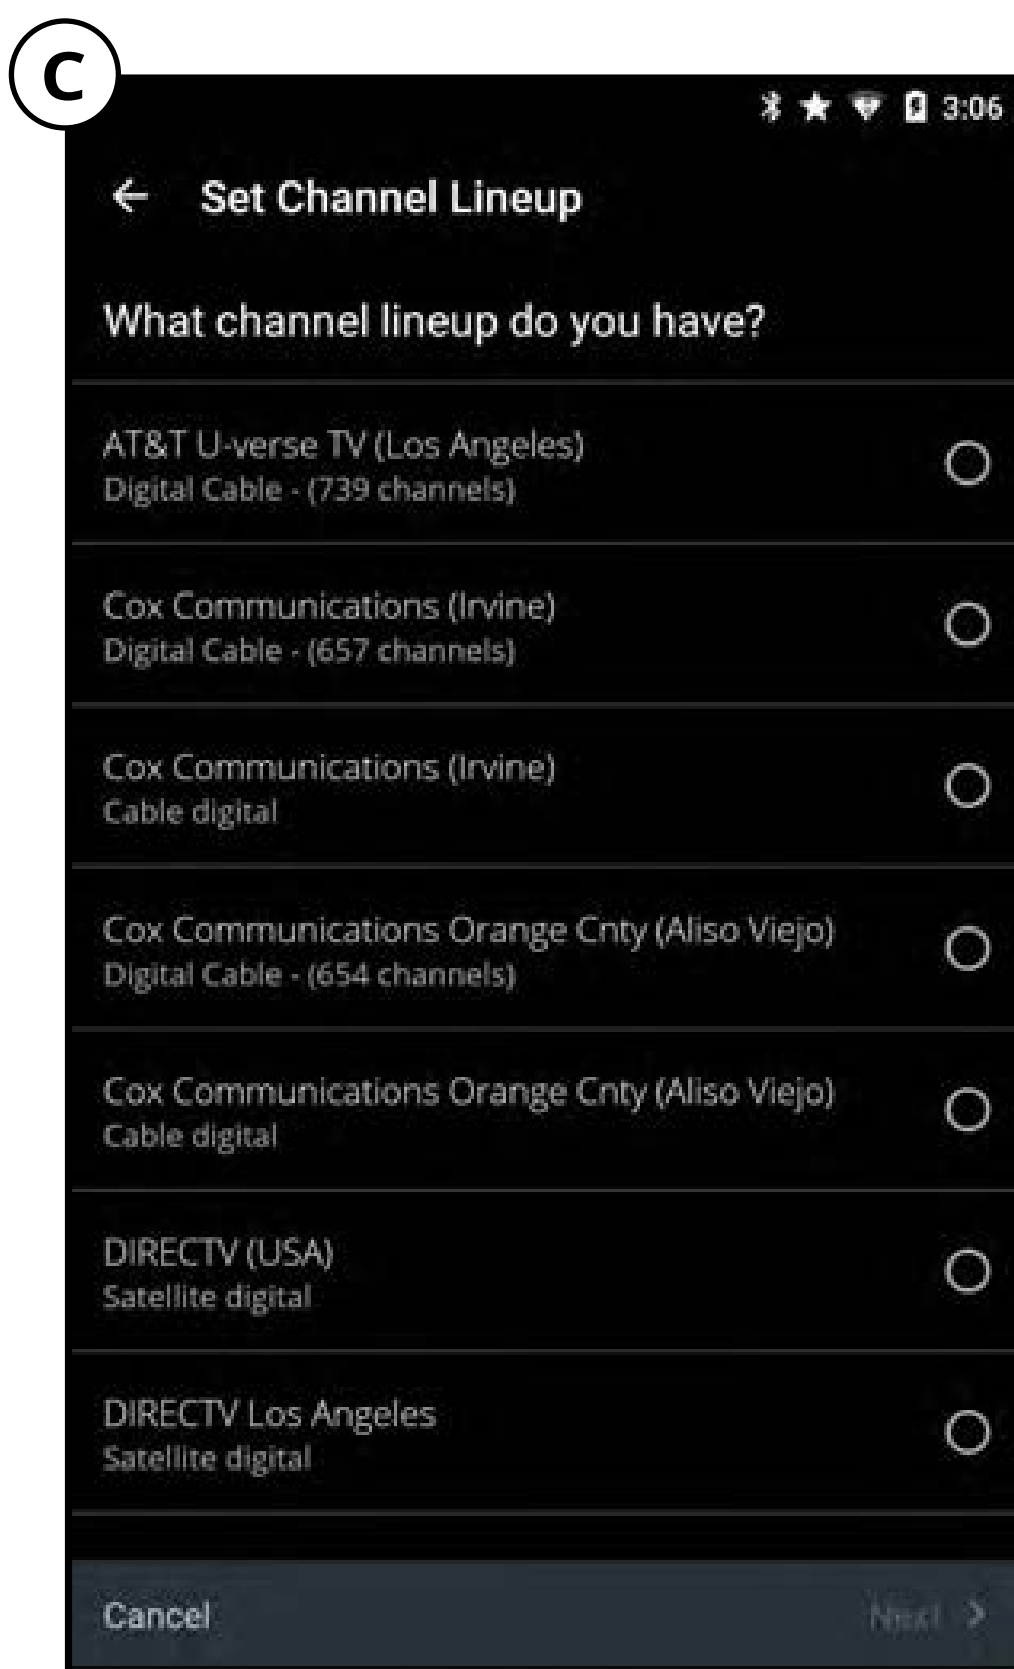 C
3:06
Set Channel Lineup
What channel lineup do you have?
AT&T U-verse TV (Los Angeles)
Digital Cable - (739 channels)
Cox Communications (Irvine)
Digital Cable - (657 channels)
Cox Communications (Irvine)
Cable digital
Cox Communications Orange Cnty (Aliso Viejo)
Digital Cable - (654 channels)
Cox Communications Orange Cnty (Aliso Viejo)
Cable digital
DIRECTV (USA)
Satellite digital
DIRECTV Los Angeles
Satellite digital
Cancel
Next